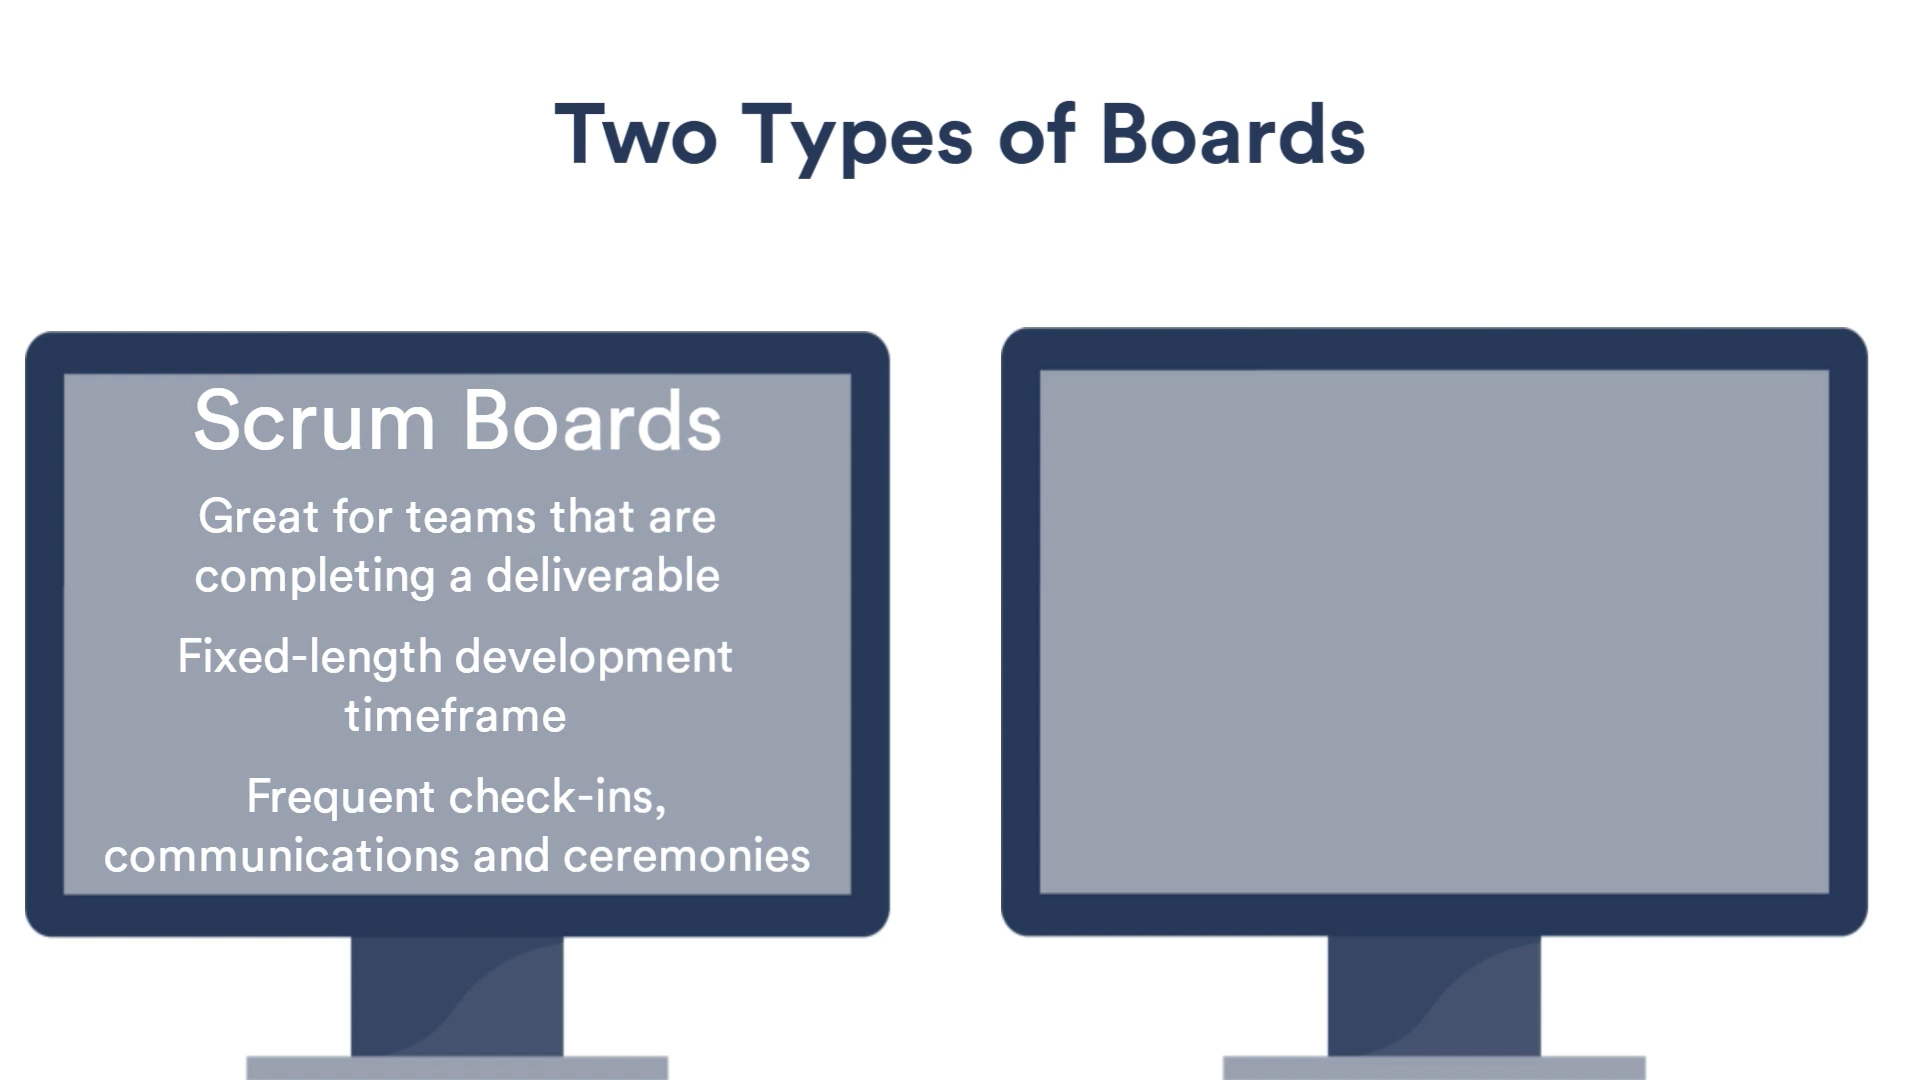 Two Types of Boards
Scrum Boards
Great for teams that are
completing a deliverable
Fixed-length development
timeframe
Frequent check-ins,
communications and ceremonies